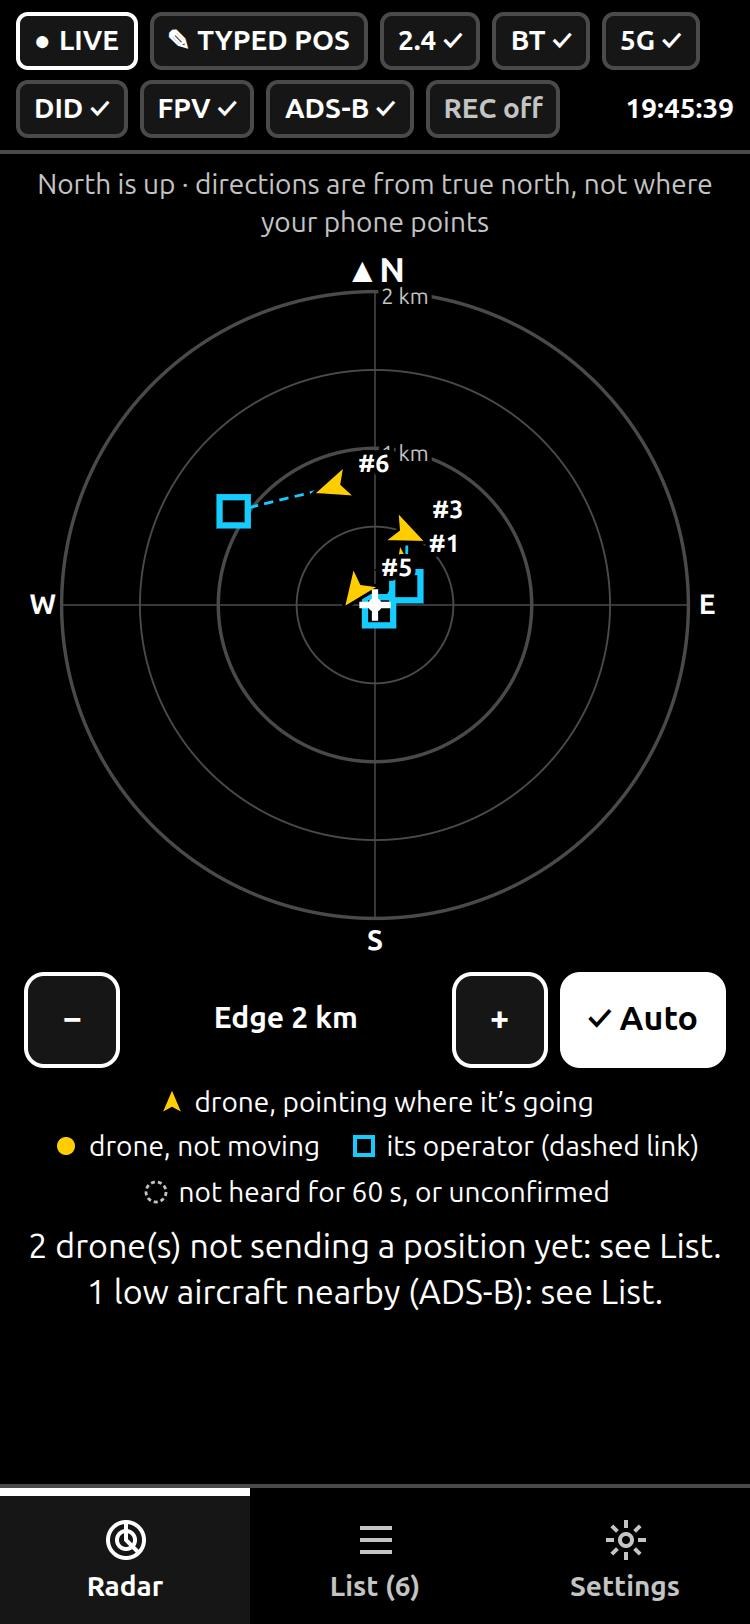 ● LIVE ✎ TYPED POS 2.4 ✓ BT ✓ 5G ✓
DID ✓ FPV ✓ ADS-B ✓ REC off 19:45:39
North is up · directions are from true north, not where
your phone points
▲N
2 km
1 km
#6
#3
#1
#5
W
E
S
− Edge 2 km + ✓ Auto
drone, pointing where it’s going
drone, not moving its operator (dashed link)
not heard for 60 s, or unconfirmed
2 drone(s) not sending a position yet: see List.
1 low aircraft nearby (ADS-B): see List.
Radar List (6) Settings